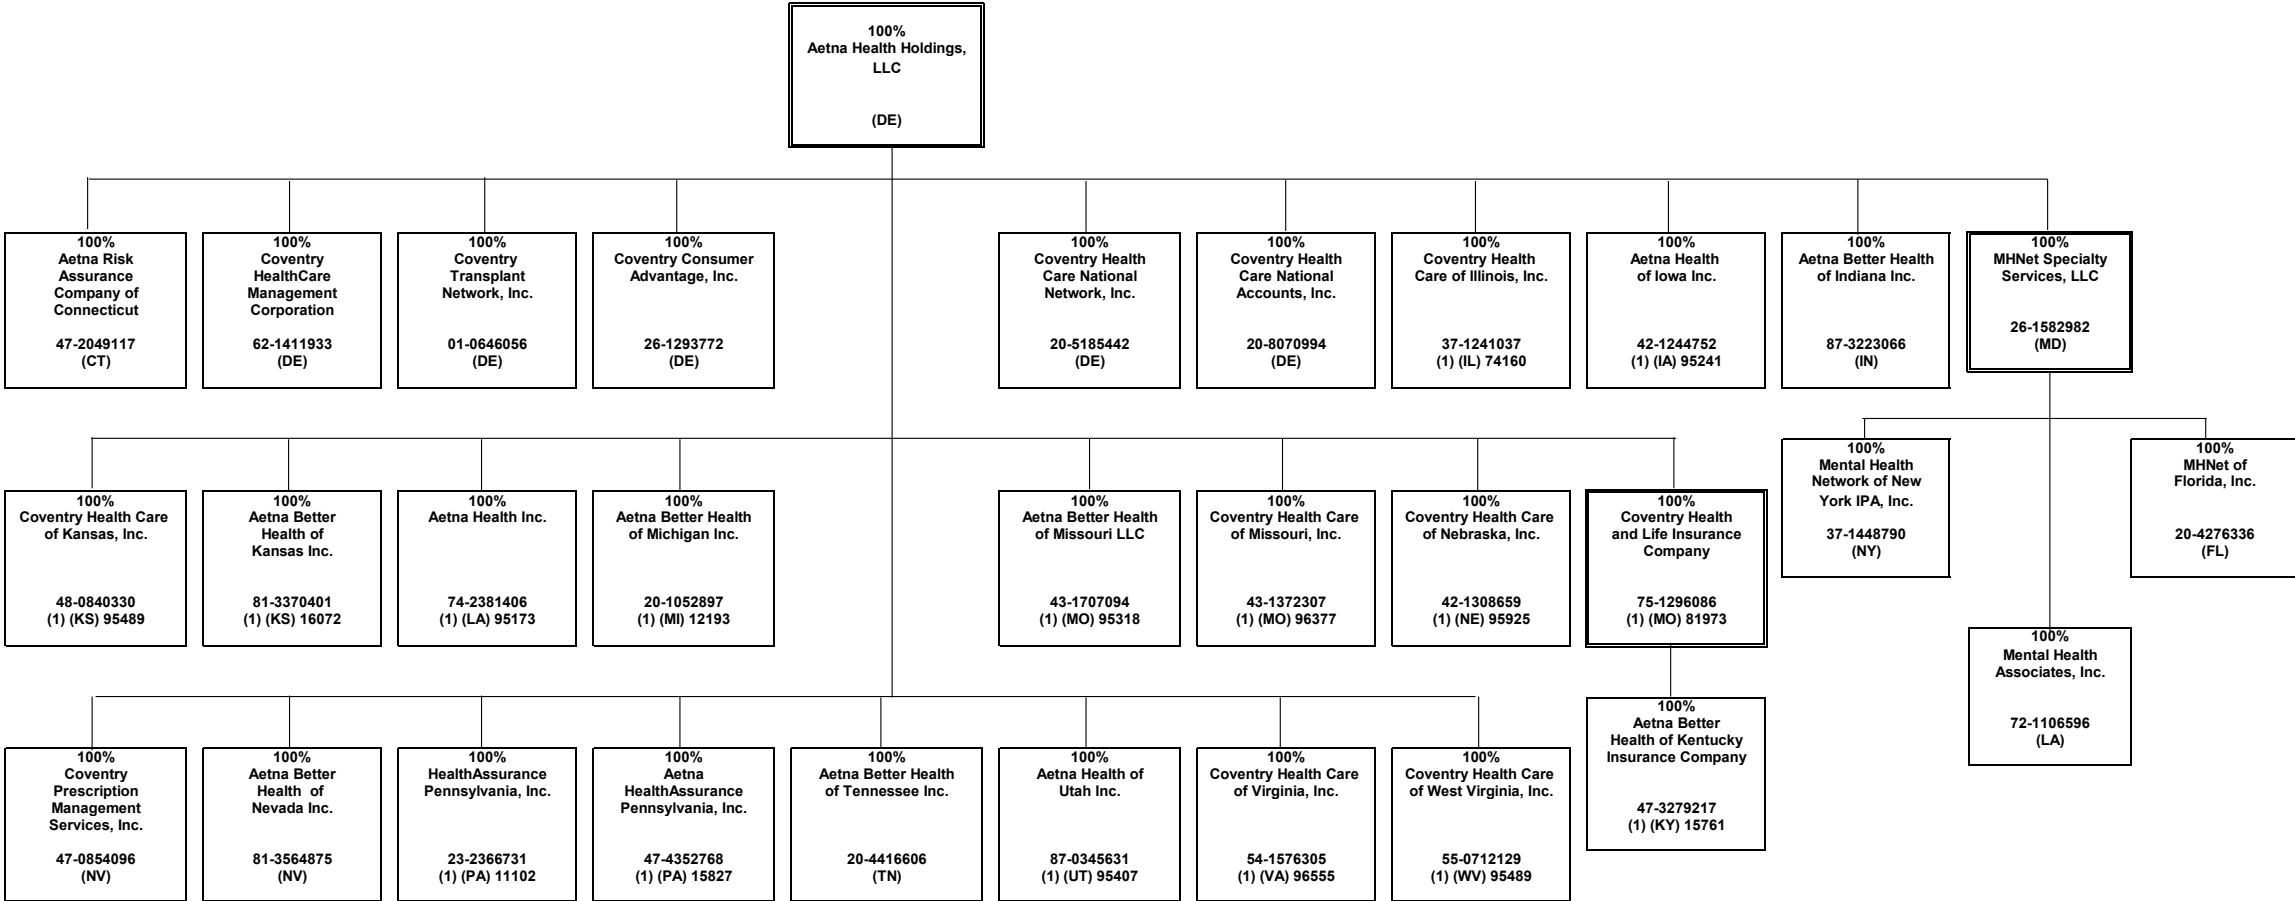 100%
Aetna Health Holdings,
LLC
(DE)
100%
Aetna Risk
Assurance
Company of
Connecticut
47-2049117
(CT)
100%
Coventry
HealthCare
Management
Corporation
62-1411933
(DE)
100%
Coventry
Transplant
Network, Inc.
01-0646056
(DE)
100%
Coventry Consumer
Advantage, Inc.
26-1293772
(DE)
100%
Coventry Health
Care National
Network, Inc.
20-5185442
(DE)
100%
Coventry Health
Care National
Accounts, Inc.
20-8070994
(DE)
100%
Coventry Health
Care of Illinois, Inc.
37-1241037
(1) (IL) 74160
100%
Aetna Health
of Iowa Inc.
42-1244752
(1) (IA) 95241
100%
Aetna Better Health
of Indiana Inc.
87-3223066
(IN)
100%
MHNet Specialty
Services, LLC
26-1582982
(MD)
100%
Mental Health
Network of New
York IPA, Inc.
37-1448790
(NY)
100%
MHNet of
Florida, Inc.
20-4276336
(FL)
100%
Coventry Health Care
of Kansas, Inc.
48-0840330
(1) (KS) 95489
100%
Aetna Better
Health of
Kansas Inc.
81-3370401
(1) (KS) 16072
100%
Aetna Health Inc.
74-2381406
(1) (LA) 95173
100%
Aetna Better Health
of Michigan Inc.
20-1052897
(1) (MI) 12193
100%
Aetna Better Health
of Missouri LLC
43-1707094
(1) (MO) 95318
100%
Coventry Health Care
of Missouri, Inc.
43-1372307
(1) (MO) 96377
100%
Coventry Health Care
of Nebraska, Inc.
42-1308659
(1) (NE) 95925
100%
Coventry Health
and Life Insurance
Company
75-1296086
(1) (MO) 81973
100%
Mental Health
Associates, Inc.
72-1106596
(LA)
100%
Aetna Better
Health of Kentucky
Insurance Company
47-3279217
(1) (KY) 15761
100%
Coventry
Prescription
Management
Services, Inc.
47-0854096
(NV)
100%
Aetna Better
Health of
Nevada Inc.
81-3564875
(NV)
100%
HealthAssurance
Pennsylvania, Inc.
23-2366731
(1) (PA) 11102
100%
Aetna
HealthAssurance
Pennsylvania, Inc.
47-4352768
(1) (PA) 15827
100%
Aetna Better Health
of Tennessee Inc.
20-4416606
(TN)
100%
Aetna Health of
Utah Inc.
87-0345631
(1) (UT) 95407
100%
Coventry Health Care
of Virginia, Inc.
54-1576305
(1) (VA) 96555
100%
Coventry Health Care
of West Virginia, Inc.
55-0712129
(1) (WV) 95489